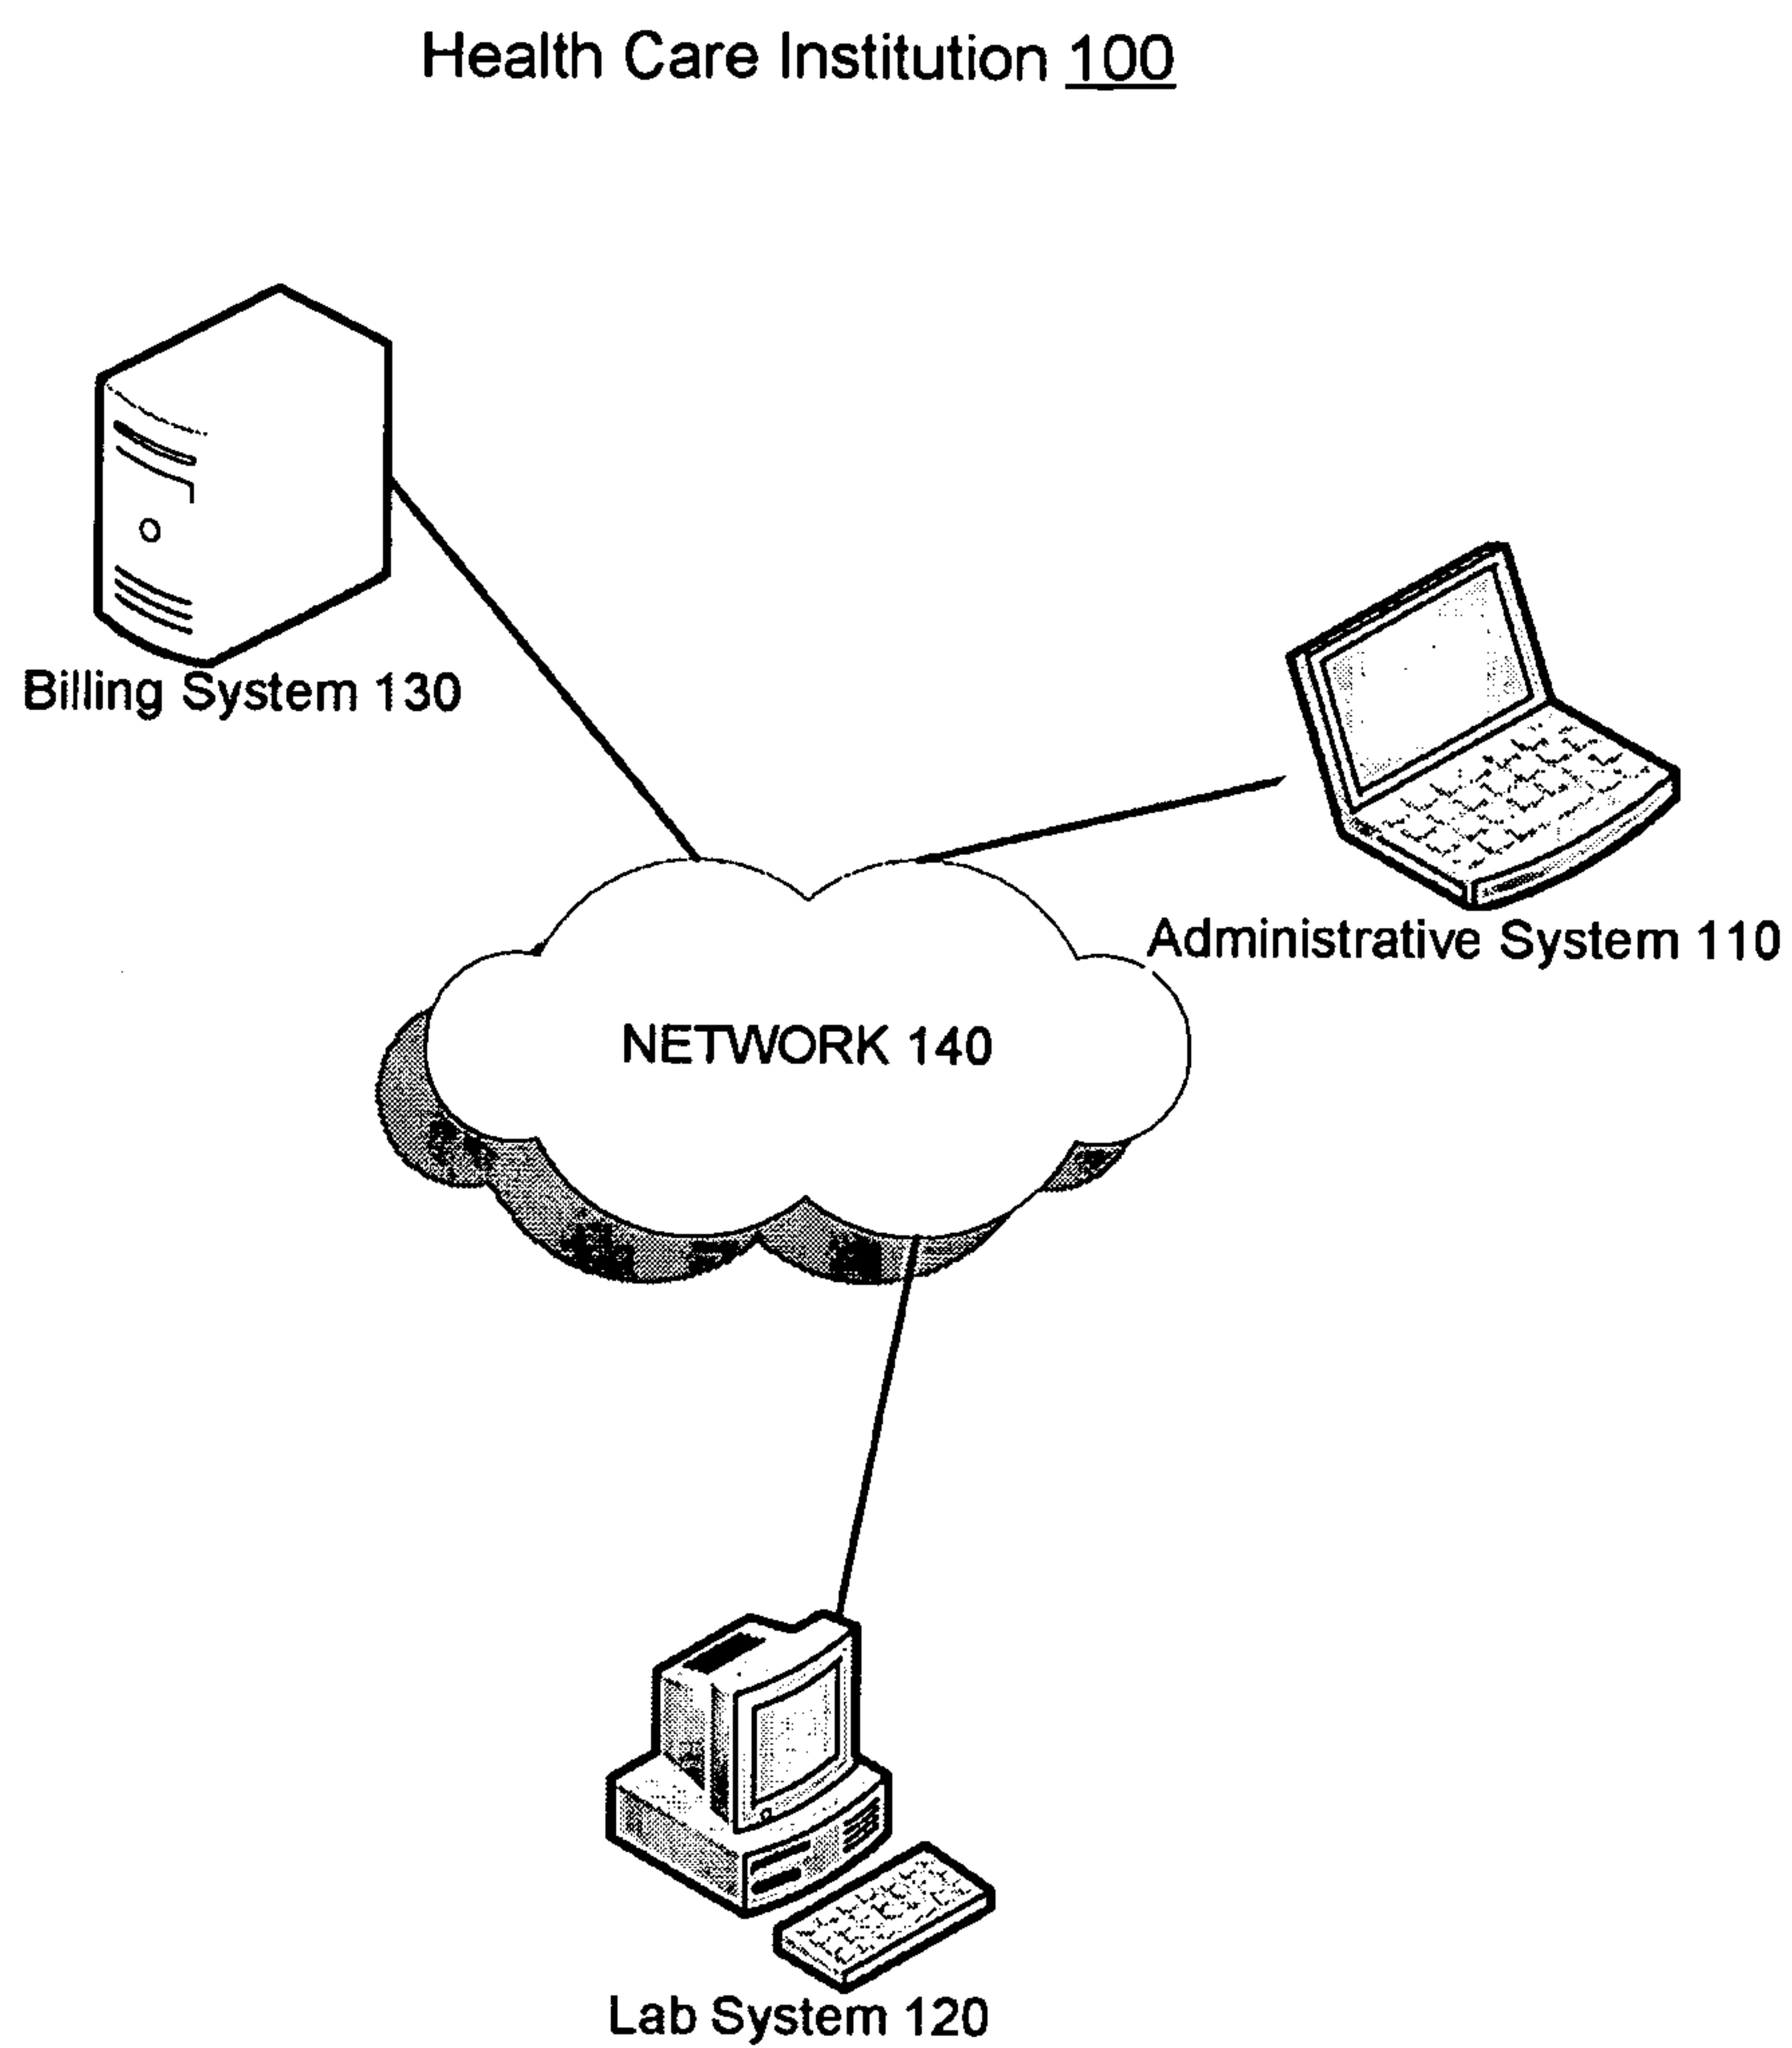 Health Care Institution 100
Billing System 130
Administrative System 110
NETWORK 140
Lab System 120